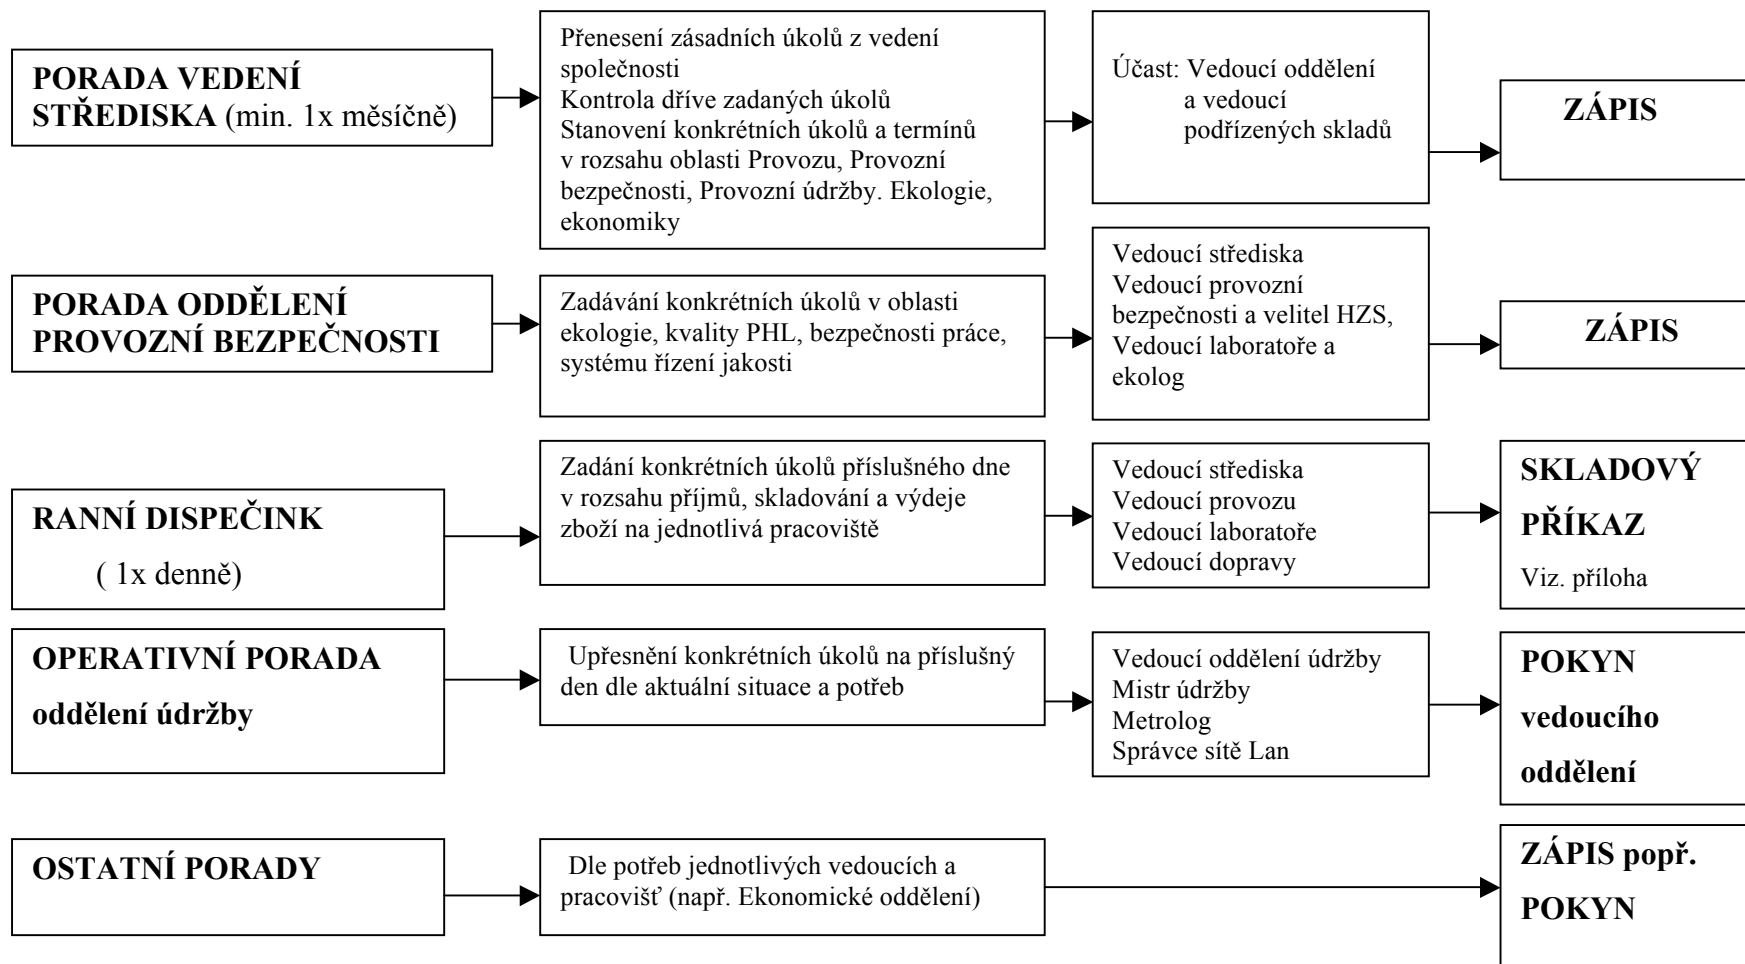 PORADA VEDENÍ
STŘEDISKA (min. 1x měsíčně)
Přenesení zásadních úkolů z vedení
společnosti
Kontrola dříve zadaných úkolů
Stanovení konkrétních úkolů a termínů
v rozsahu oblasti Provozu, Provozní
bezpečnosti, Provozní údržby. Ekologie,
ekonomiky
Účast: Vedoucí oddělení
a vedoucí
podřízených skladů
ZÁPIS
PORADA ODDĚLENÍ
PROVOZNÍ BEZPEČNOSTI
Zadávání konkrétních úkolů v oblasti
ekologie, kvality PHL, bezpečnosti práce,
systému řízení jakosti
Vedoucí střediska
Vedoucí provozní
bezpečnosti a velitel HZS,
Vedoucí laboratoře a
ekolog
ZÁPIS
RANNÍ DISPEČINK
( 1x denně)
Zadání konkrétních úkolů příslušného dne
v rozsahu příjmů, skladování a výdeje
zboží na jednotlivá pracoviště
Vedoucí střediska
Vedoucí provozu
Vedoucí laboratoře
Vedoucí dopravy
SKLADOVÝ
PŘÍKAZ
Viz. příloha
OPERATIVNÍ PORADA
oddělení údržby
Upřesnění konkrétních úkolů na příslušný
den dle aktuální situace a potřeb
Vedoucí oddělení údržby
Mistr údržby
Metrolog
Správce sítě Lan
POKYN
vedoucího
oddělení
OSTATNÍ PORADY
Dle potřeb jednotlivých vedoucích a
pracovišť (např. Ekonomické oddělení)
ZÁPIS popř.
POKYN